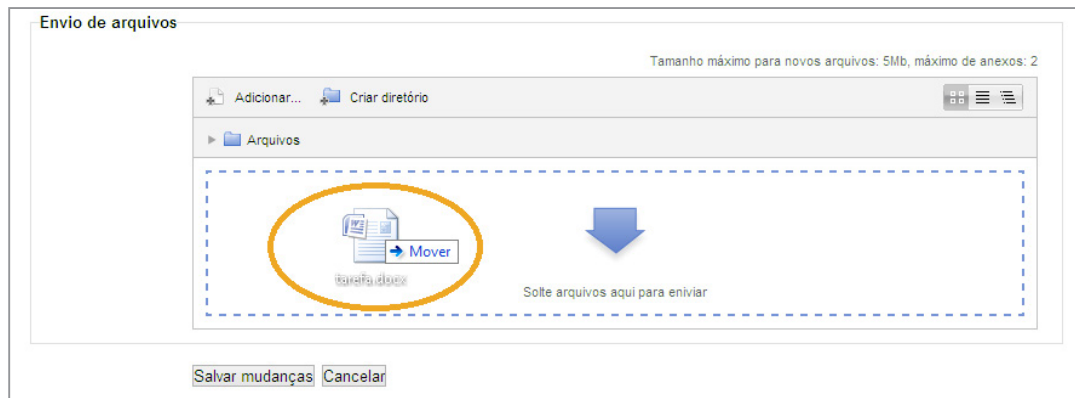 Envio de arquivos
Tamanho máximo para novos arquivos: 5Mb, máximo de anexos: 2
Adicionar... Criar diretório
Arquivos
Mover
tarefa.docx
Solte arquivos aqui para eniviar
Salvar mudanças Cancelar